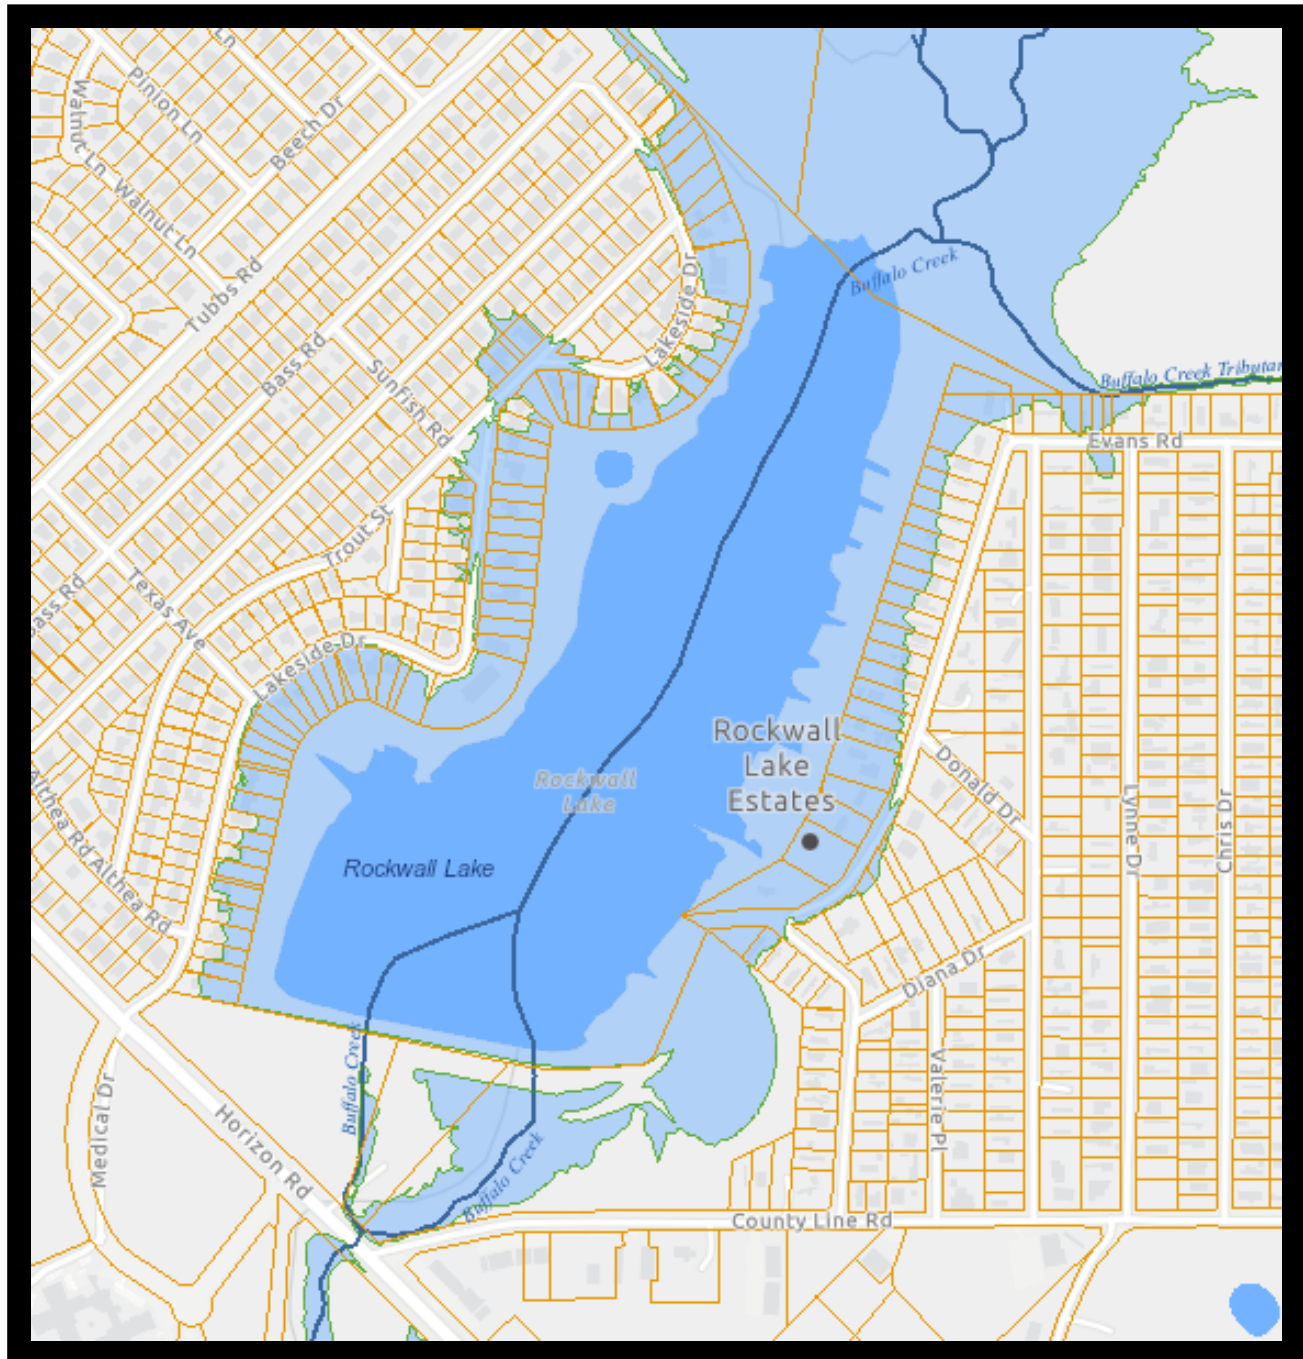 Ln
Pinion Ln
Beech Dr
Walnut Ln
Walnut Ln
Tubbs Rd
Buffalo Creek
Lakeside Dr
Bass Rd
Sunfish Rd
Buffalo Creek Tributar
Evans Rd
Trout St
Texas Ave
Bass Rd
Lakeside Dr
Rockwall
Lake
Estates
Rockwall
Lake
Donald Dr
Lynne Dr
Chris Dr
Althea Rd
Althea Rd
Rockwall Lake
Diana Dr
Buffalo Creek
Valerie Pl
Medical Dr
Horizon Rd
Buffalo Creek
County Line Rd